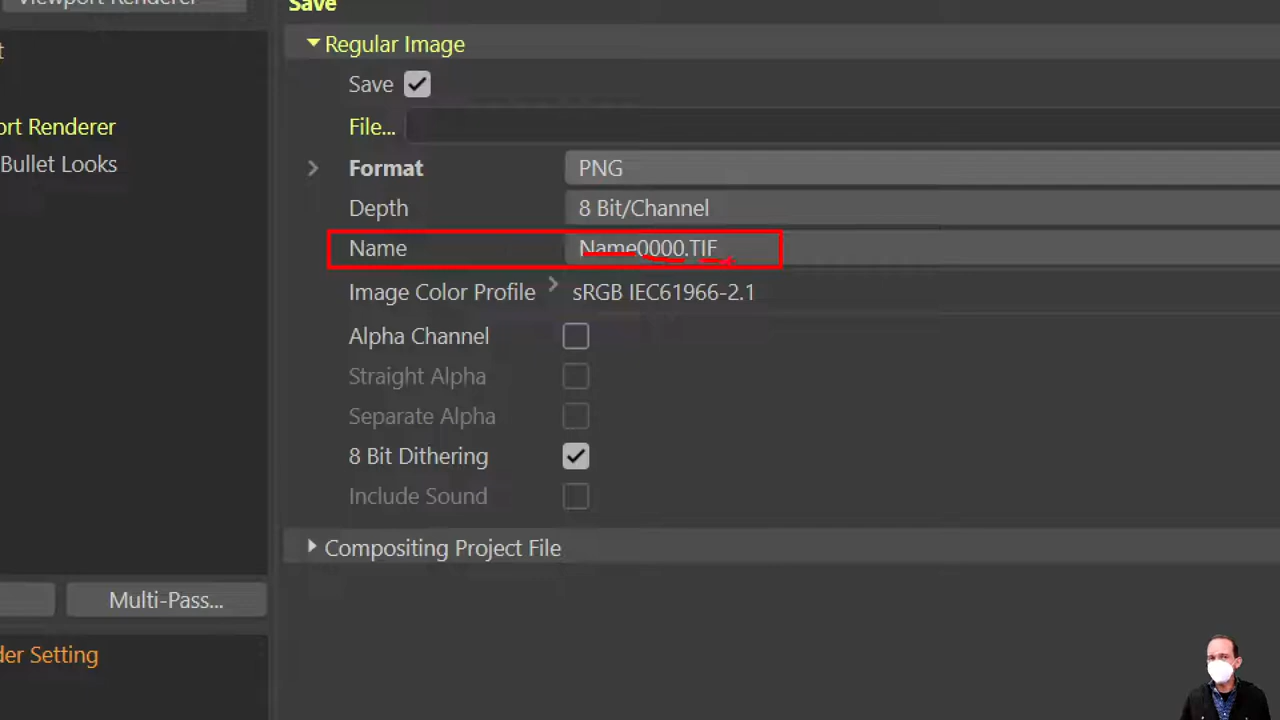 Viewport Renderer
Save
Regular Image
Save
File...
ort Renderer
Format PNG
Bullet Looks
Depth 8 Bit/Channel
Name Name0000.TIF
Image Color Profile sRGB IEC61966-2.1
Alpha Channel
Straight Alpha
Separate Alpha
8 Bit Dithering
Include Sound
Compositing Project File
Multi-Pass...
der Setting